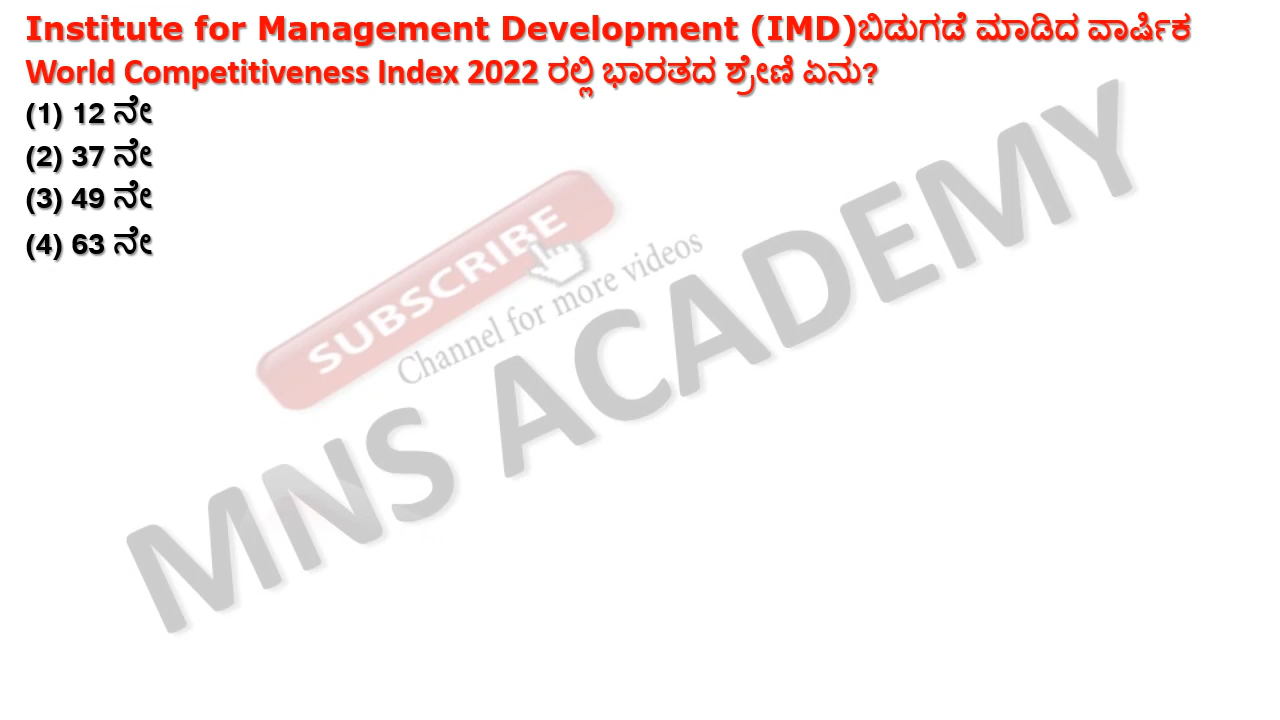 Institute for Management Development (IMD)ಬಿಡುಗಡೆ ಮಾಡಿದ ವಾರ್ಷಿಕ
World Competitiveness Index 2022 ರಲ್ಲಿ ಭಾರತದ ಶ್ರೇಣಿ ಏನು?
(1) 12 ನೇ
(2) 37 ನೇ
(3) 49 ನೇ
(4) 63 ನೇ
SUBSCRIBE
Channel for more videos
MNS ACADEMY